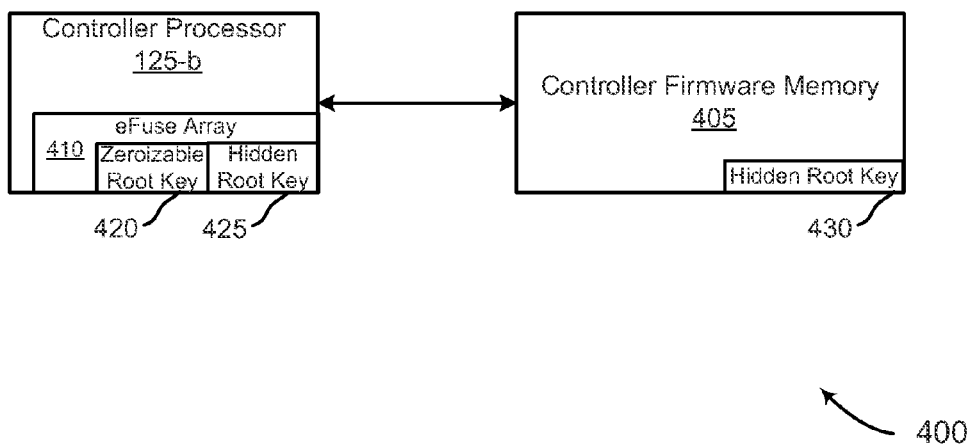 Controller Processor
125-b
eFuse Array
410
Zeroizable
Root Key
Hidden
Root Key
420
425
Controller Firmware Memory
405
Hidden Root Key
430
400